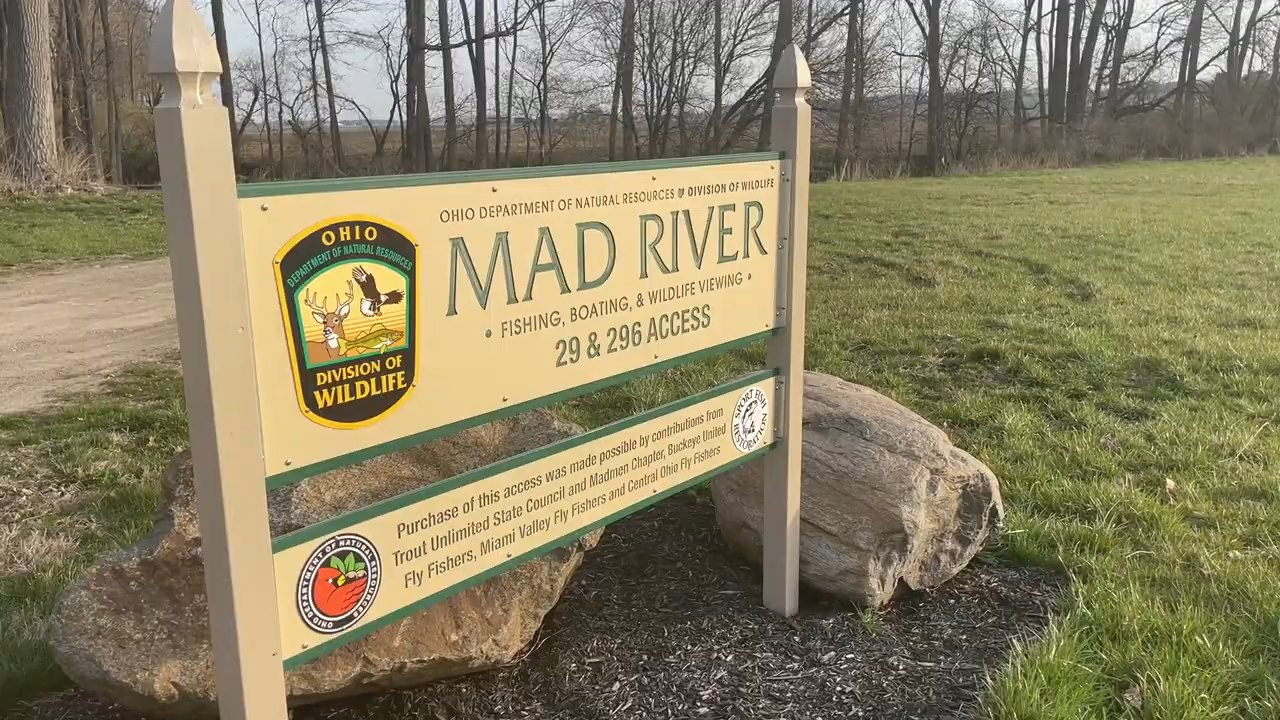 OHIO DEPARTMENT OF NATURAL RESOURCES DIVISION OF WILDLIFE
MAD RIVER
• FISHING, BOATING, & WILDLIFE VIEWING •
29 & 296 ACCESS
OHIO
DEPARTMENT OF NATURAL RESOURCES
DIVISION OF
WILDLIFE
Purchase of this access was made possible by contributions from
Trout Unlimited State Council and Madmen Chapter, Buckeye United
Fly Fishers, Miami Valley Fly Fishers and Central Ohio Fly Fishers
SPORT FISH
RESTORATION
OHIO DEPARTMENT OF NATURAL RESOURCES